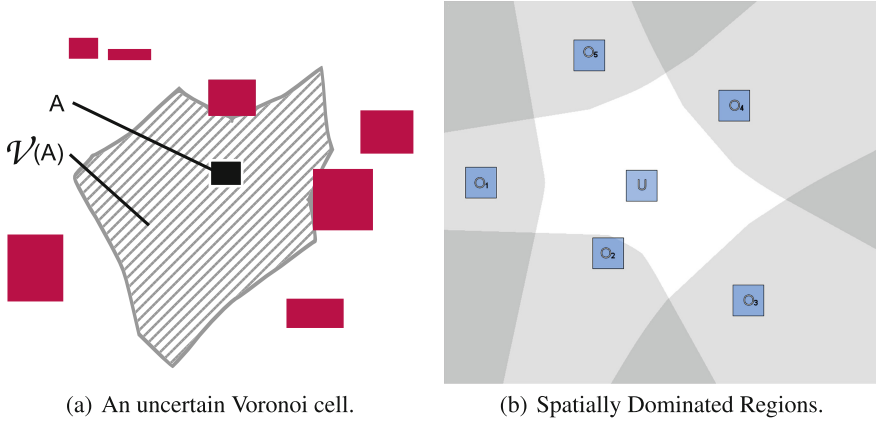 A
𝒱(A)
O₅
O₄
O₁
U
O₂
O₃
(a) An uncertain Voronoi cell.
(b) Spatially Dominated Regions.